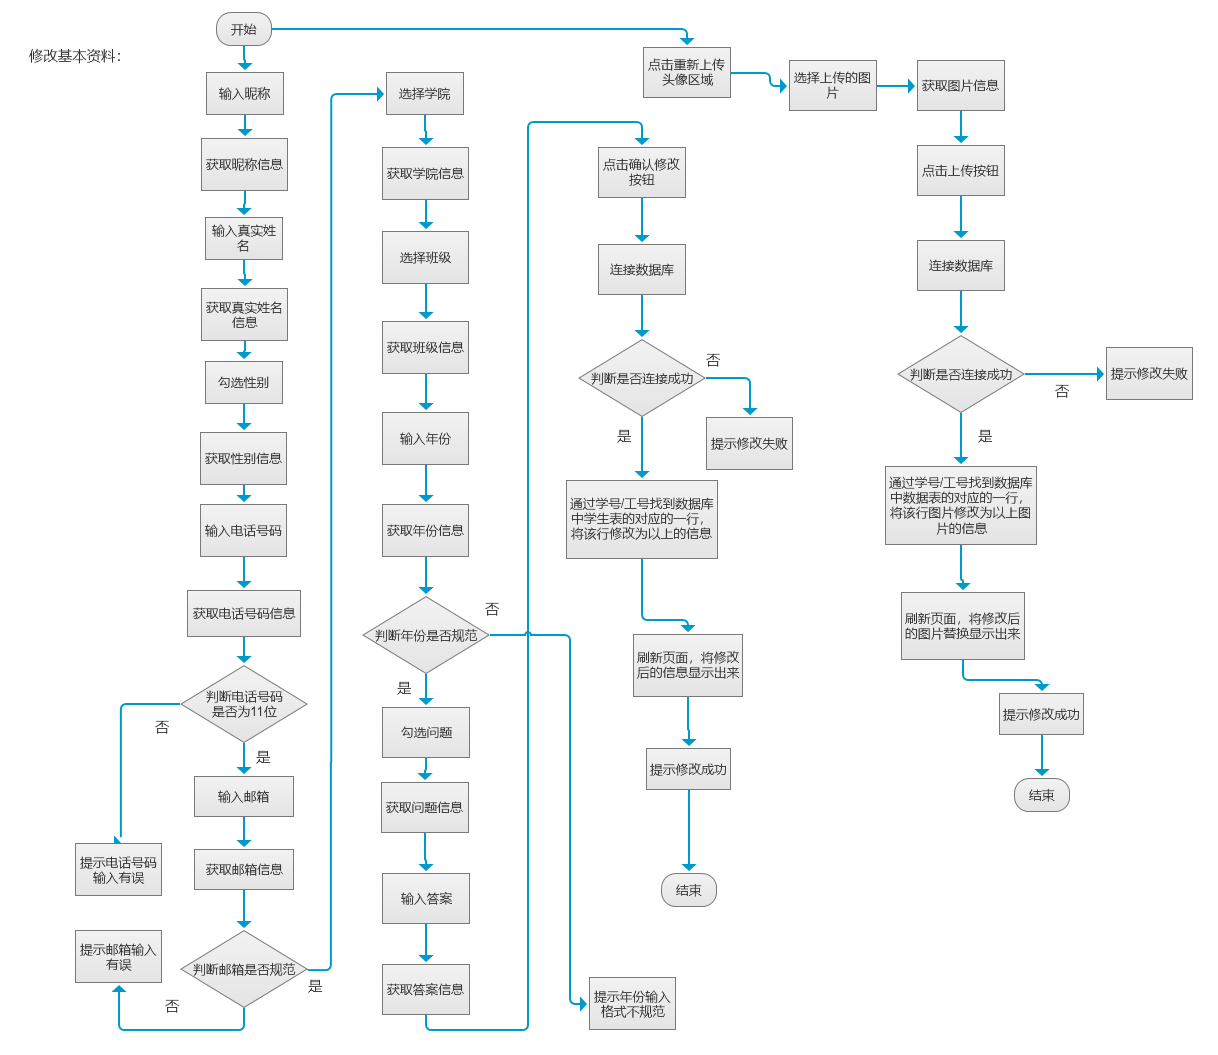 修改基本资料：
开始
输入昵称
获取昵称信息
输入真实姓
名
获取真实姓名
信息
勾选性别
获取性别信息
输入电话号码
获取电话号码信息
判断电话号码
是否为11位
否
是
提示电话号码
输入有误
输入邮箱
获取邮箱信息
判断邮箱是否规范
否
是
提示邮箱输入
有误
选择学院
获取学院信息
选择班级
获取班级信息
输入年份
获取年份信息
判断年份是否规范
否
是
勾选问题
获取问题信息
输入答案
获取答案信息
提示年份输入
格式不规范
点击确认修改
按钮
连接数据库
判断是否连接成功
否
是
提示修改失败
通过学号/工号找到数据库
中学生表的对应的一行，
将该行修改为以上的信息
刷新页面，将修改
后的信息显示出来
提示修改成功
结束
点击重新上传
头像区域
选择上传的图
片
获取图片信息
点击上传按钮
连接数据库
判断是否连接成功
否
是
提示修改失败
通过学号/工号找到数据库
中数据表的对应的一行，
将该行图片修改为以上图
片的信息
刷新页面，将修改后
的图片替换显示出来
提示修改成功
结束